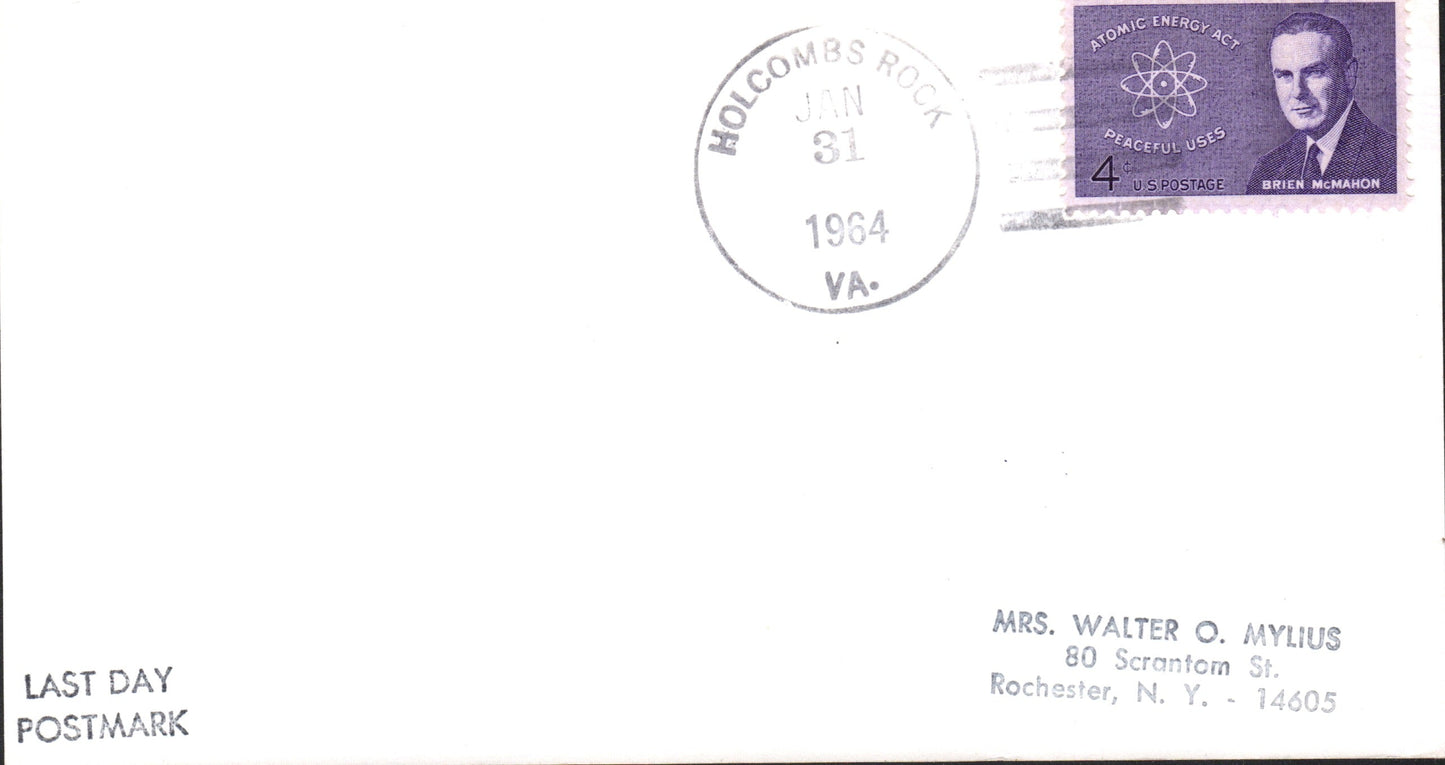 HOLCOMBS ROCK
JAN
31
1964
VA.
ATOMIC ENERGY ACT
PEACEFUL USES
4¢ U.S. POSTAGE
BRIEN McMAHON
MRS. WALTER O. MYLIUS
80 Scrantom St.
Rochester, N. Y. - 14605
LAST DAY
POSTMARK